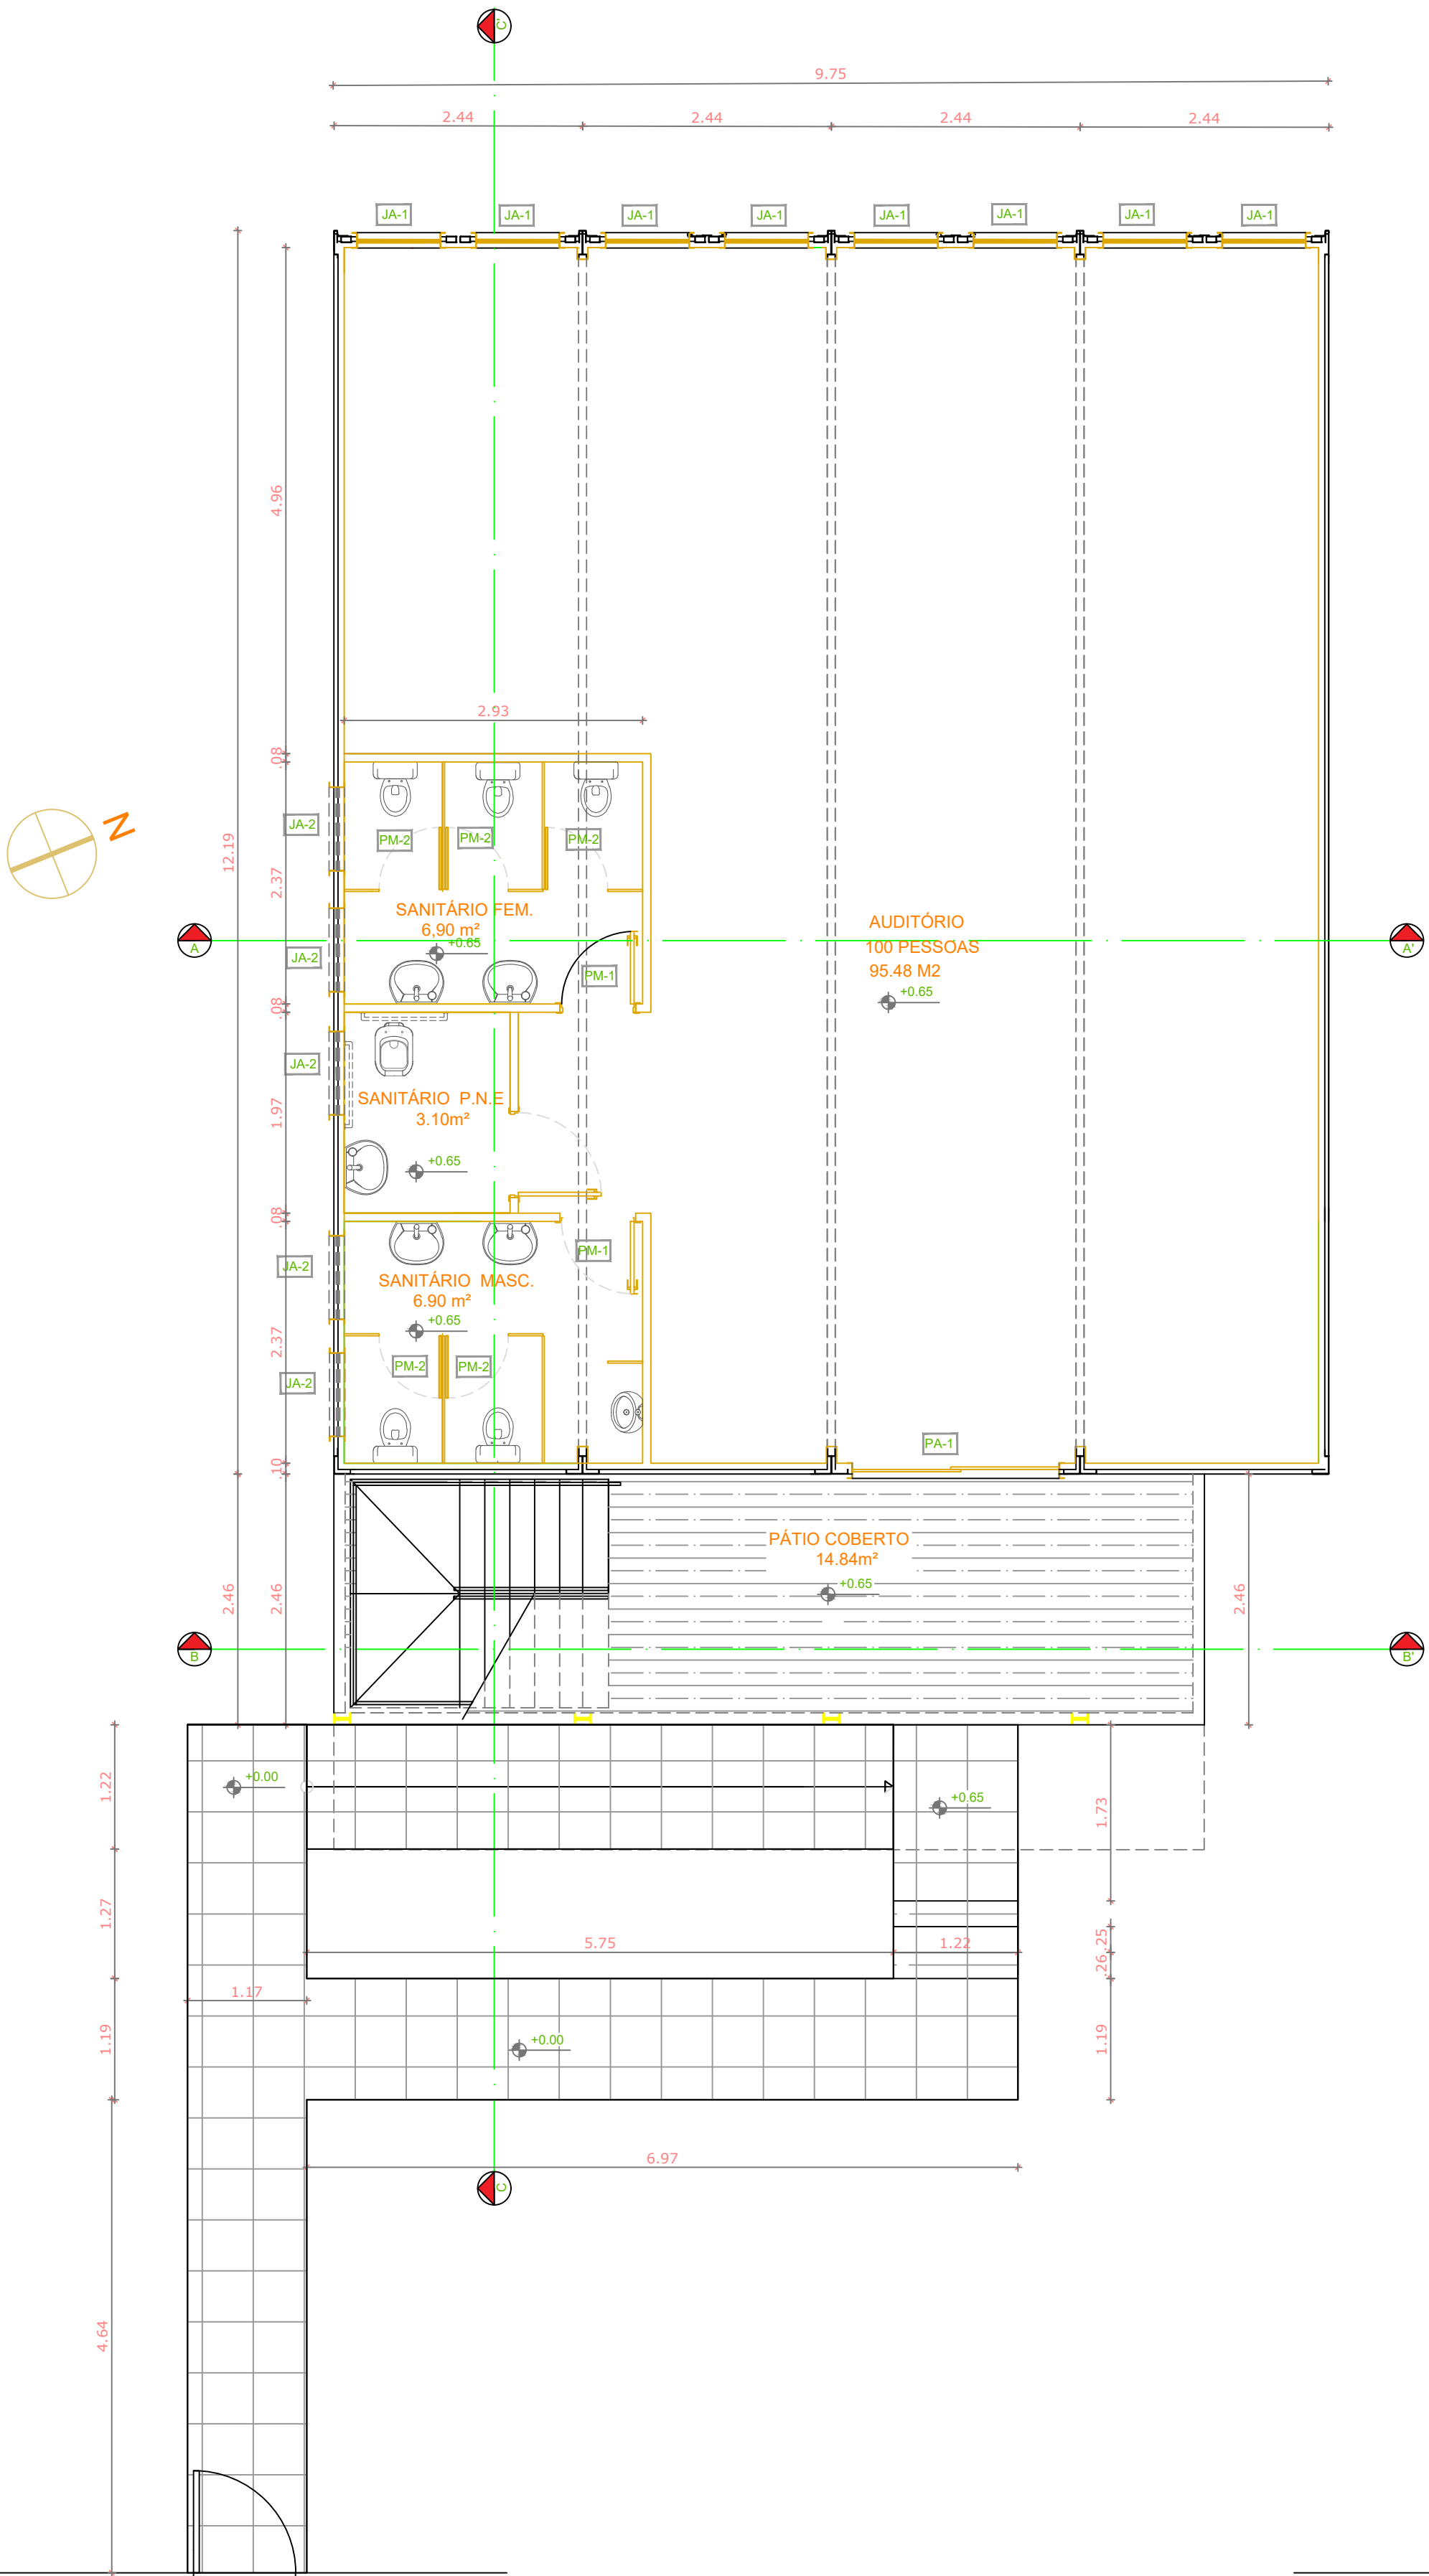 C'
9.75
2.44 2.44 2.44 2.44
JA-1 JA-1 JA-1 JA-1 JA-1 JA-1 JA-1 JA-1
4.96
2.93
.08
12.19
N
JA-2
PM-2 PM-2 PM-2
2.37
SANITÁRIO FEM.
6,90 m²
+0.65
AUDITÓRIO
100 PESSOAS
95.48 M2
+0.65
A A'
JA-2
PM-1
.08
JA-2
SANITÁRIO P.N.E
3.10m²
1.97
+0.65
.08
JA-2
PM-1
SANITÁRIO MASC.
6.90 m²
+0.65
2.37
JA-2
PM-2 PM-2
PA-1
.10
PÁTIO COBERTO
14.84m²
+0.65
2.46 2.46 2.46
B B'
+0.00
1.22
+0.65
1.73
1.27
5.75 1.22
.25
.26
1.17
1.19
+0.00
1.19
6.97
C
4.64